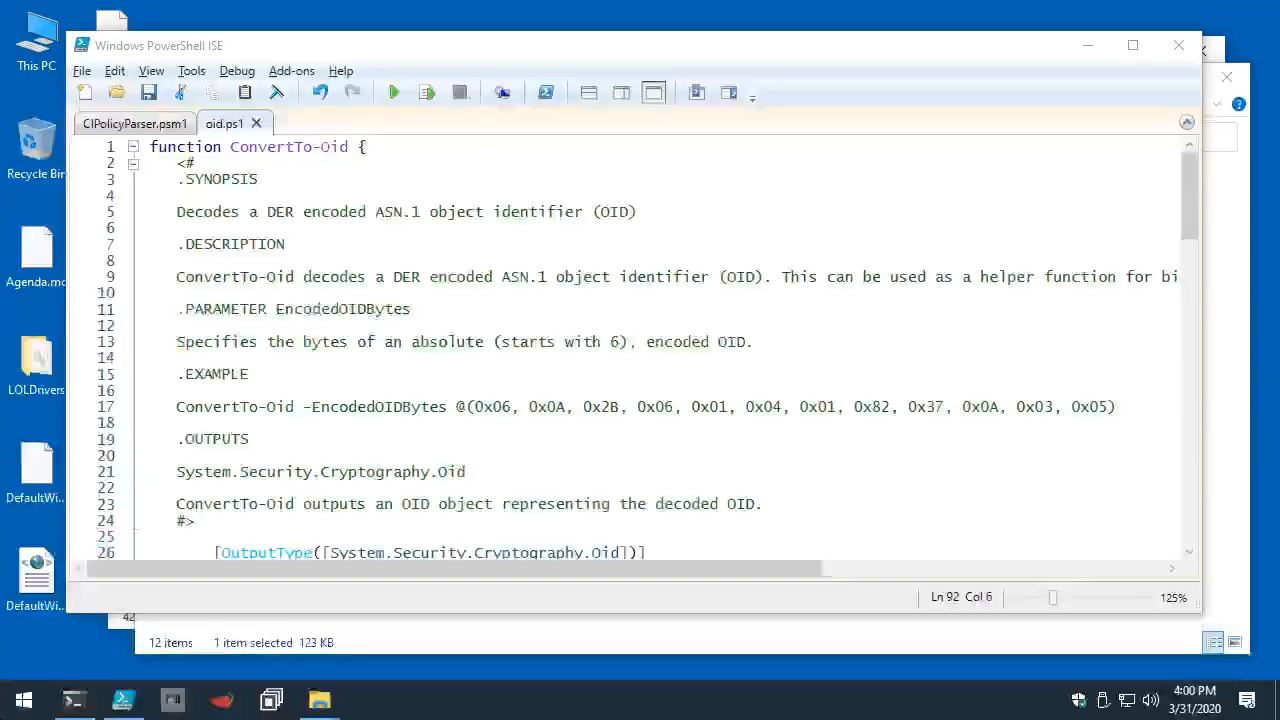 This PC
Recycle Bin
Agenda.mc
LOLDrivers
DefaultWi...
DefaultWi...
Windows PowerShell ISE
File Edit View Tools Debug Add-ons Help
CIPolicyParser.psm1 oid.ps1
1 function ConvertTo-Oid {
2 <#
3 .SYNOPSIS
4
5 Decodes a DER encoded ASN.1 object identifier (OID)
6
7 .DESCRIPTION
8
9 ConvertTo-Oid decodes a DER encoded ASN.1 object identifier (OID). This can be used as a helper function for bi
10
11 .PARAMETER EncodedOIDBytes
12
13 Specifies the bytes of an absolute (starts with 6), encoded OID.
14
15 .EXAMPLE
16
17 ConvertTo-Oid -EncodedOIDBytes @(0x06, 0x0A, 0x2B, 0x06, 0x01, 0x04, 0x01, 0x82, 0x37, 0x0A, 0x03, 0x05)
18
19 .OUTPUTS
20
21 System.Security.Cryptography.Oid
22
23 ConvertTo-Oid outputs an OID object representing the decoded OID.
24 #>
25
26 [OutputType([System.Security.Cryptography.Oid])]
Ln 92 Col 6 125%
42
12 items 1 item selected 123 KB
4:00 PM
3/31/2020